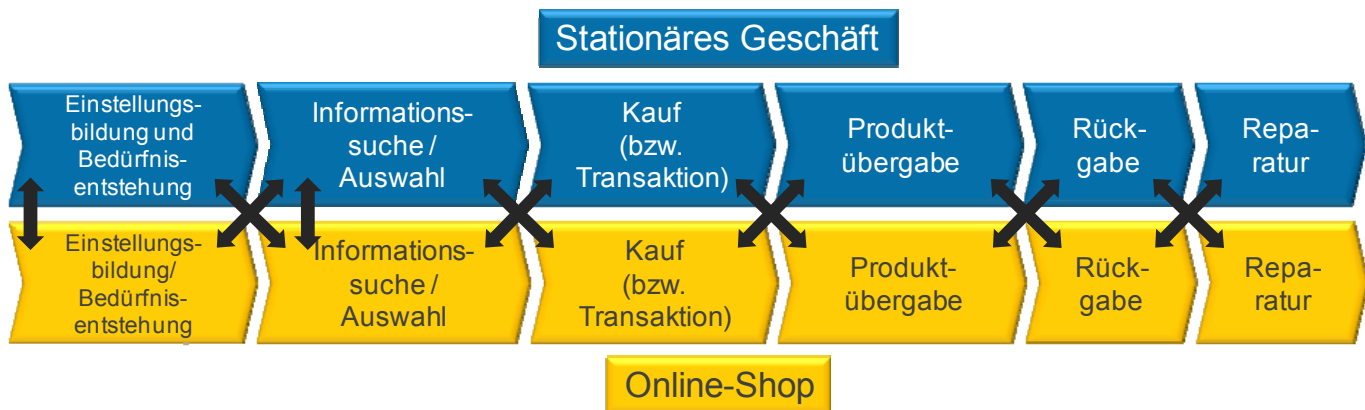 Stationäres Geschäft
Einstellungs-
bildung und
Bedürfnis-
entstehung
Informations-
suche /
Auswahl
Kauf
(bzw.
Transaktion)
Produkt-
übergabe
Rück-
gabe
Repa-
ratur
Einstellungs-
bildung/
Bedürfnis-
entstehung
Informations-
suche /
Auswahl
Kauf
(bzw.
Transaktion)
Produkt-
übergabe
Rück-
gabe
Repa-
ratur
Online-Shop